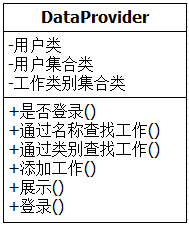 DataProvider
-用户类
-用户集合类
-工作类别集合类
+是否登录()
+通过名称查找工作()
+通过类别查找工作()
+添加工作()
+展示()
+登录()